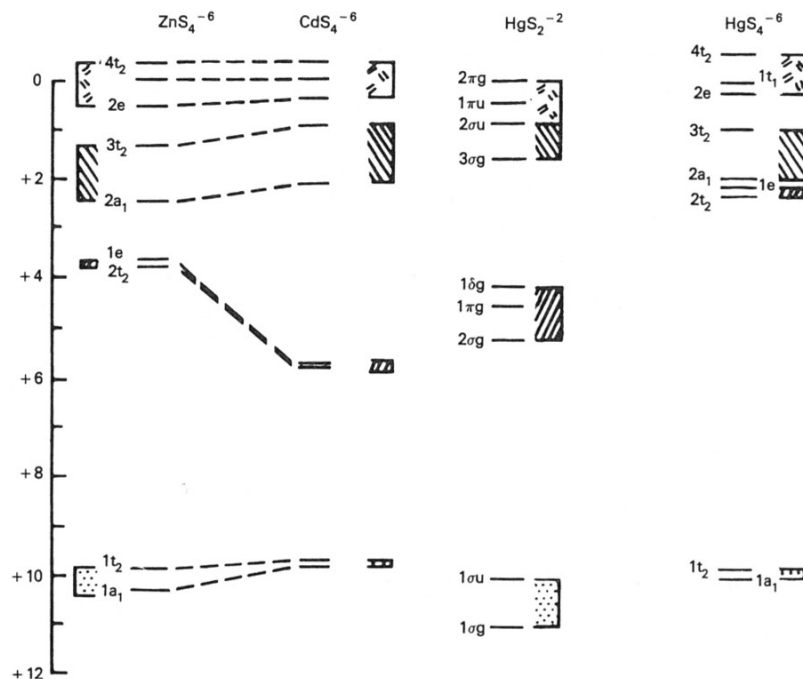 ZnS₄⁻⁶ CdS₄⁻⁶ HgS₂⁻² HgS₄⁻⁶
4t₂
4t₂
0
2πg
1t₁
2e
1πu
2e
2σu
3t₂
3t₂
3σg
+2
2a₁
1e
2a₁
2t₂
1e
2t₂
+4
1δg
1πg
2σg
+6
+8
1t₂
1t₂
+10
1σu
1a₁
1a₁
1σg
+12